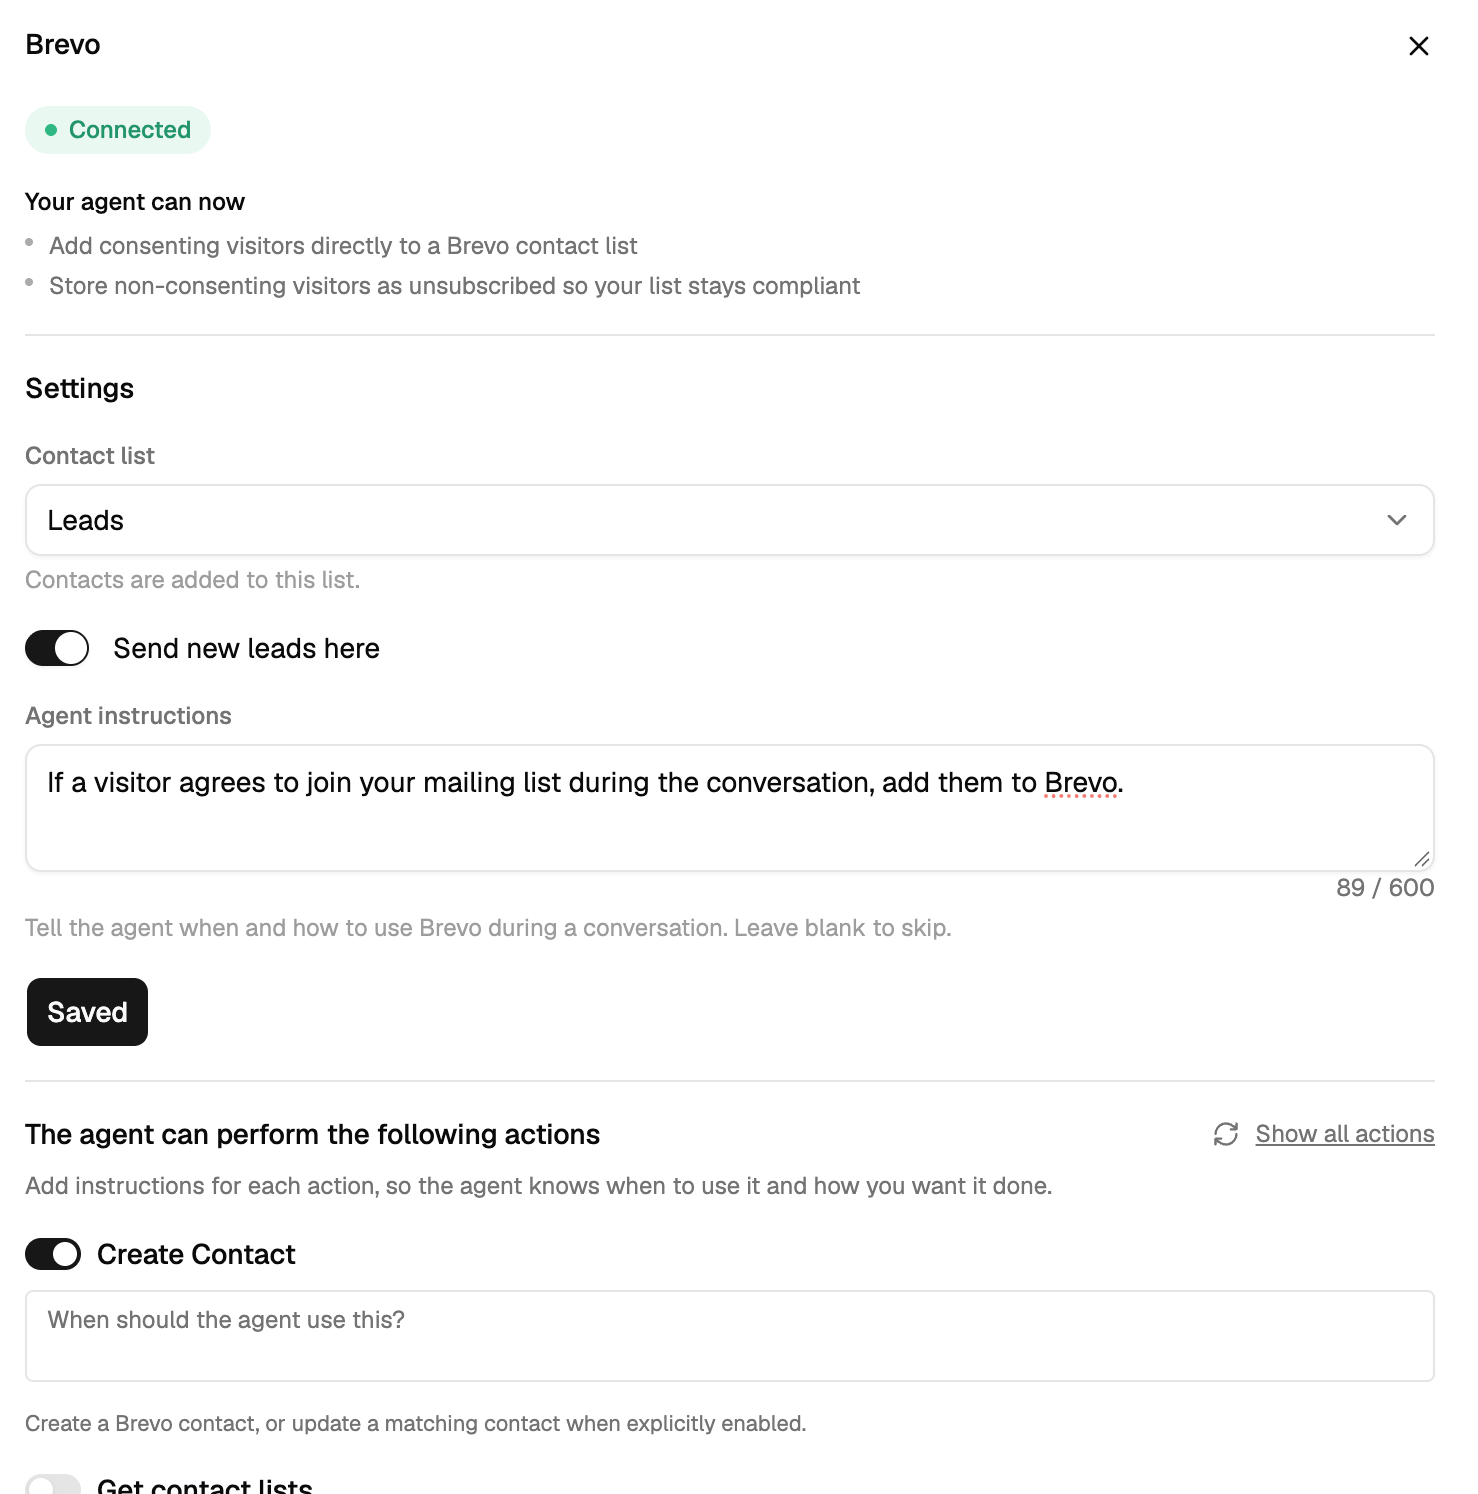 Brevo
Connected
Your agent can now
Add consenting visitors directly to a Brevo contact list
Store non-consenting visitors as unsubscribed so your list stays compliant
Settings
Contact list
Leads
Contacts are added to this list.
Send new leads here
Agent instructions
If a visitor agrees to join your mailing list during the conversation, add them to Brevo.
89 / 600
Tell the agent when and how to use Brevo during a conversation. Leave blank to skip.
Saved
The agent can perform the following actions
Show all actions
Add instructions for each action, so the agent knows when to use it and how you want it done.
Create Contact
When should the agent use this?
Create a Brevo contact, or update a matching contact when explicitly enabled.
Get contact lists